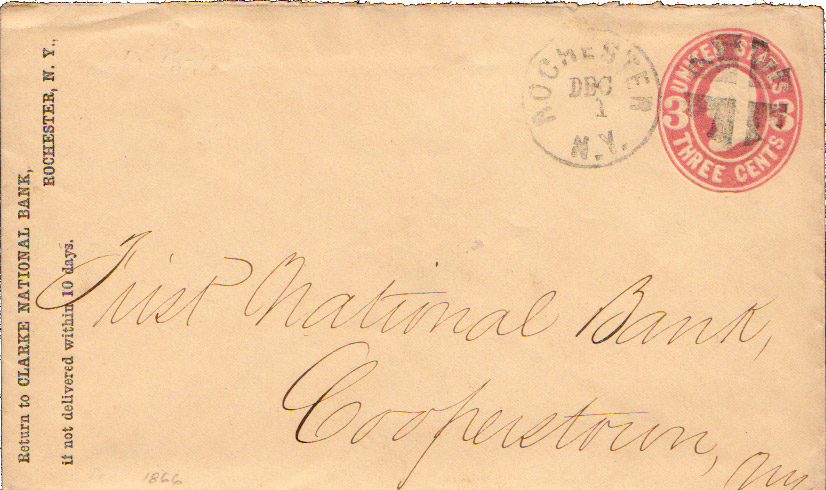 Return to CLARKE NATIONAL BANK,
ROCHESTER, N. Y.,
if not delivered within 10 days.
ROCHESTER
DEC
1
N.Y.
UNITED STATES
3 3
THREE CENTS
First National Bank,
Cooperstown,
NY
1866